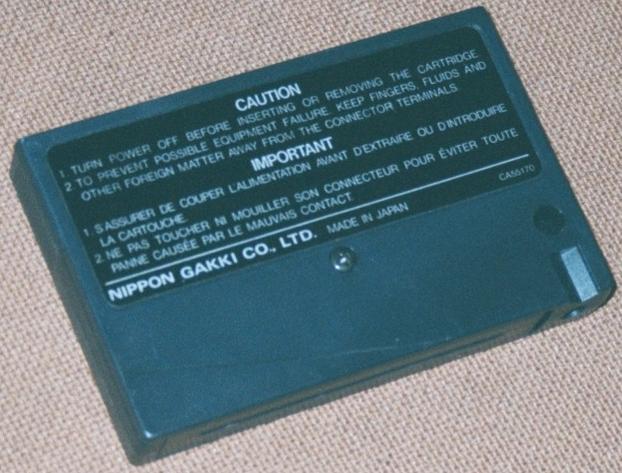 CAUTION
1. TURN POWER OFF BEFORE INSERTING OR REMOVING THE CARTRIDGE.
2. TO PREVENT POSSIBLE EQUIPMENT FAILURE, KEEP FINGERS, FLUIDS AND
OTHER FOREIGN MATTER AWAY FROM THE CONNECTOR TERMINALS.
IMPORTANT
1. S'ASSURER DE COUPER L'ALIMENTATION AVANT D'EXTRAIRE OU D'INTRODUIRE
LA CARTOUCHE.
2. NE PAS TOUCHER NI MOUILLER SON CONNECTEUR POUR ÉVITER TOUTE
PANNE CAUSÉE PAR LE MAUVAIS CONTACT.
CA55170
NIPPON GAKKI CO., LTD. MADE IN JAPAN